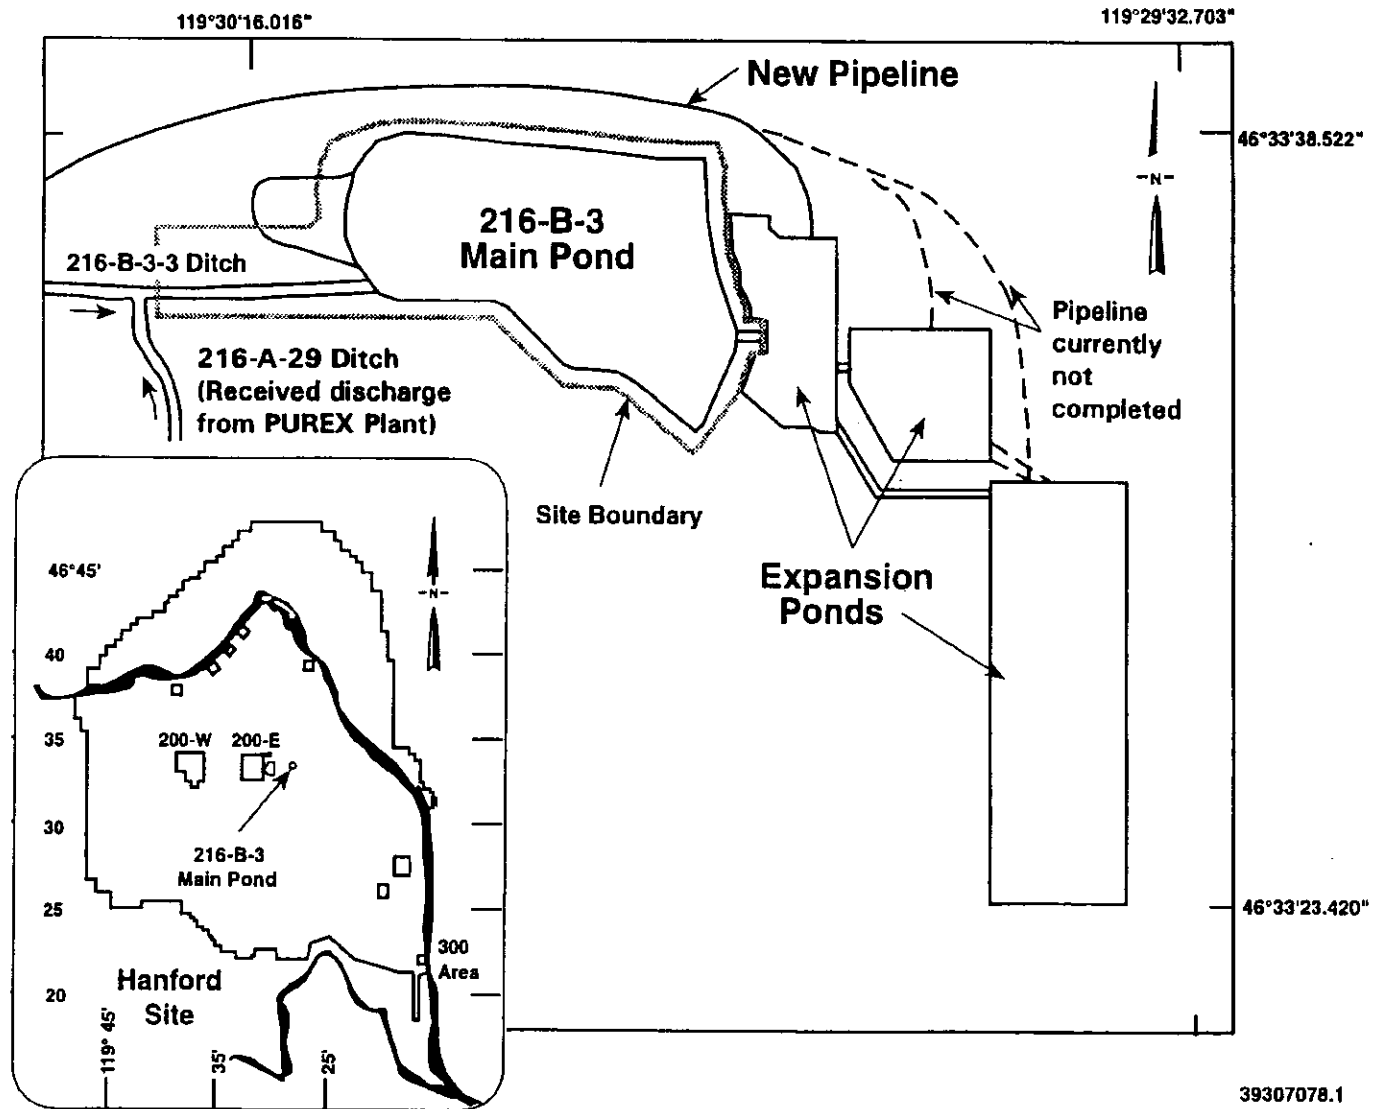 119°30'16.016"
119°29'32.703"
New Pipeline
46°33'38.522"
-N-
216-B-3
Main Pond
216-B-3-3 Ditch
Pipeline
currently
not
completed
216-A-29 Ditch
(Received discharge
from PUREX Plant)
Site Boundary
Expansion
Ponds
46°45'
-N-
40
35
200-W
200-E
30
216-B-3
Main Pond
25
46°33'23.420"
300
Area
20
Hanford
Site
119° 45'
35'
25'
39307078.1